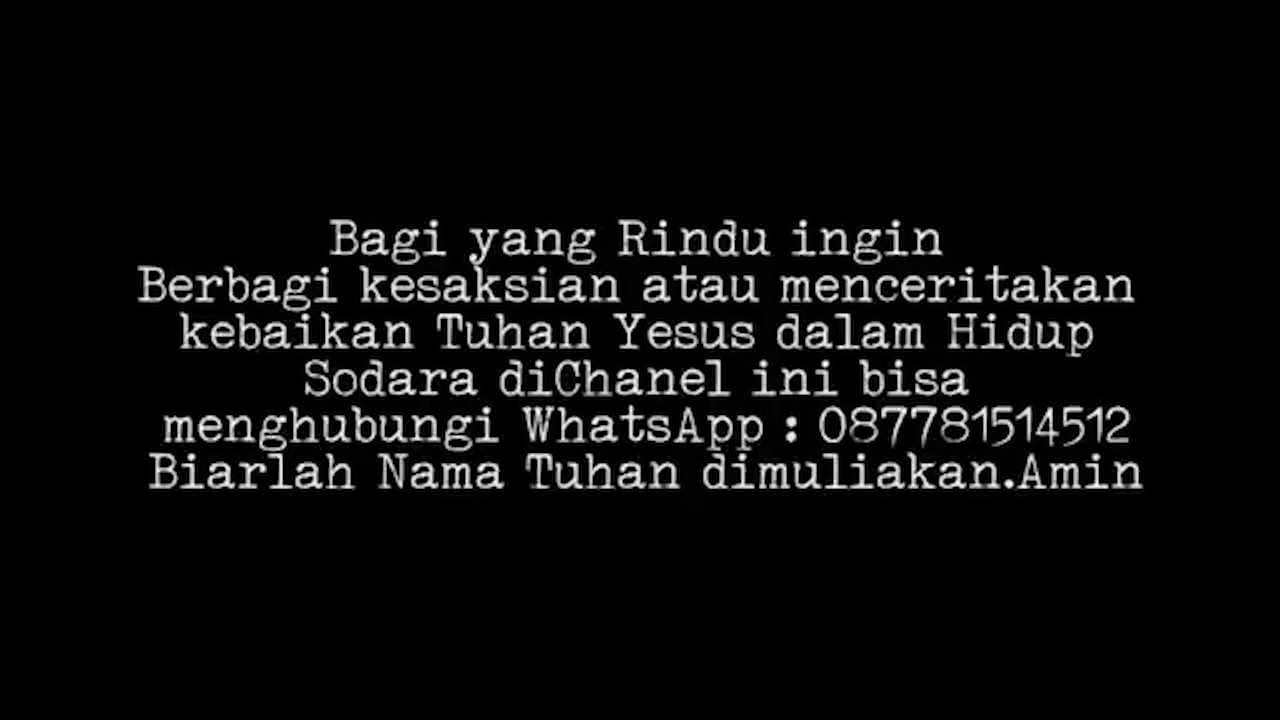 Bagi yang Rindu ingin
Berbagi kesaksian atau menceritakan
kebaikan Tuhan Yesus dalam Hidup
Sodara diChanel ini bisa
menghubungi WhatsApp : 087781514512
Biarlah Nama Tuhan dimuliakan.Amin